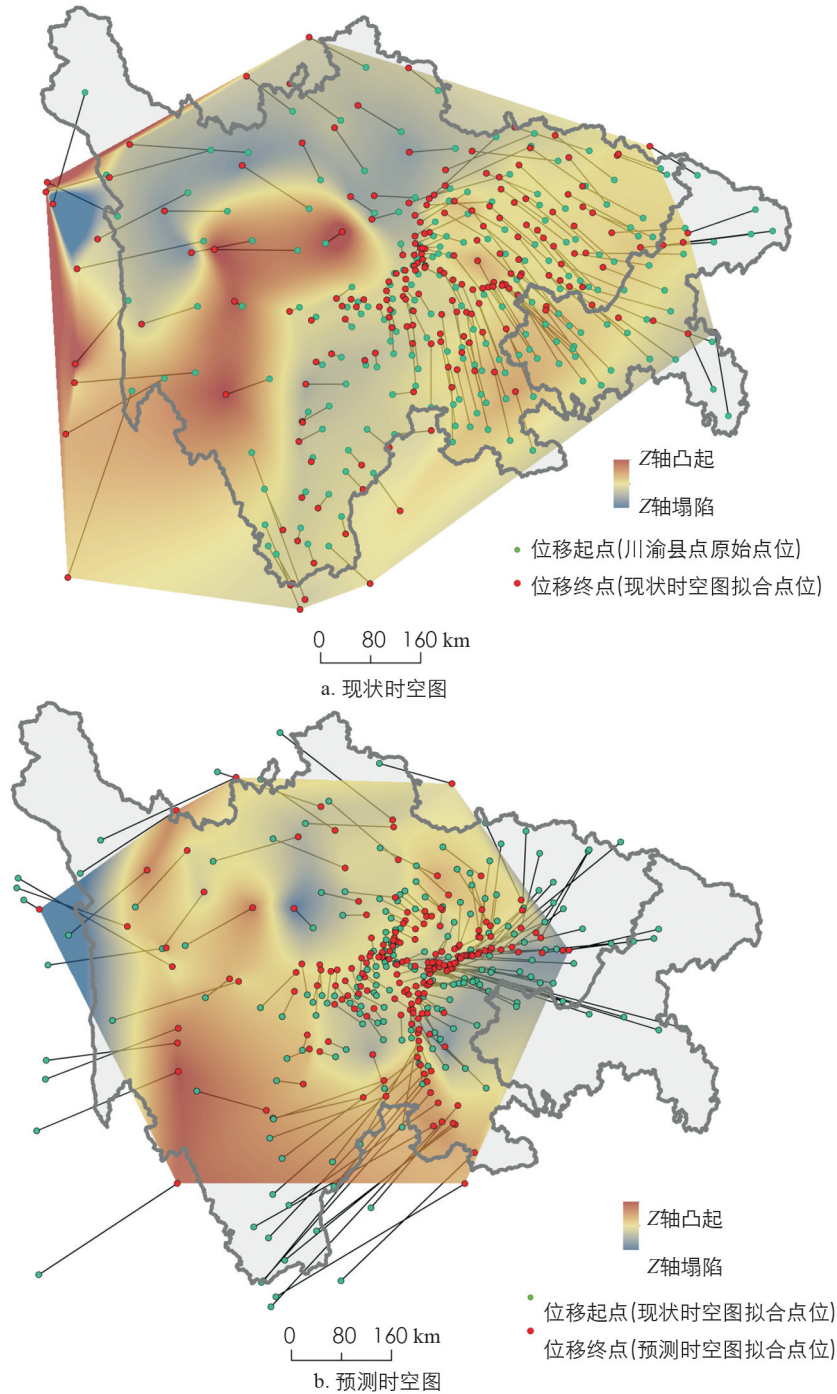 Z轴凸起
Z轴塌陷
位移起点(川渝县点原始点位)
位移终点(现状时空图拟合点位)
0 80 160 km
a. 现状时空图
Z轴凸起
Z轴塌陷
位移起点(现状时空图拟合点位)
位移终点(预测时空图拟合点位)
0 80 160 km
b. 预测时空图